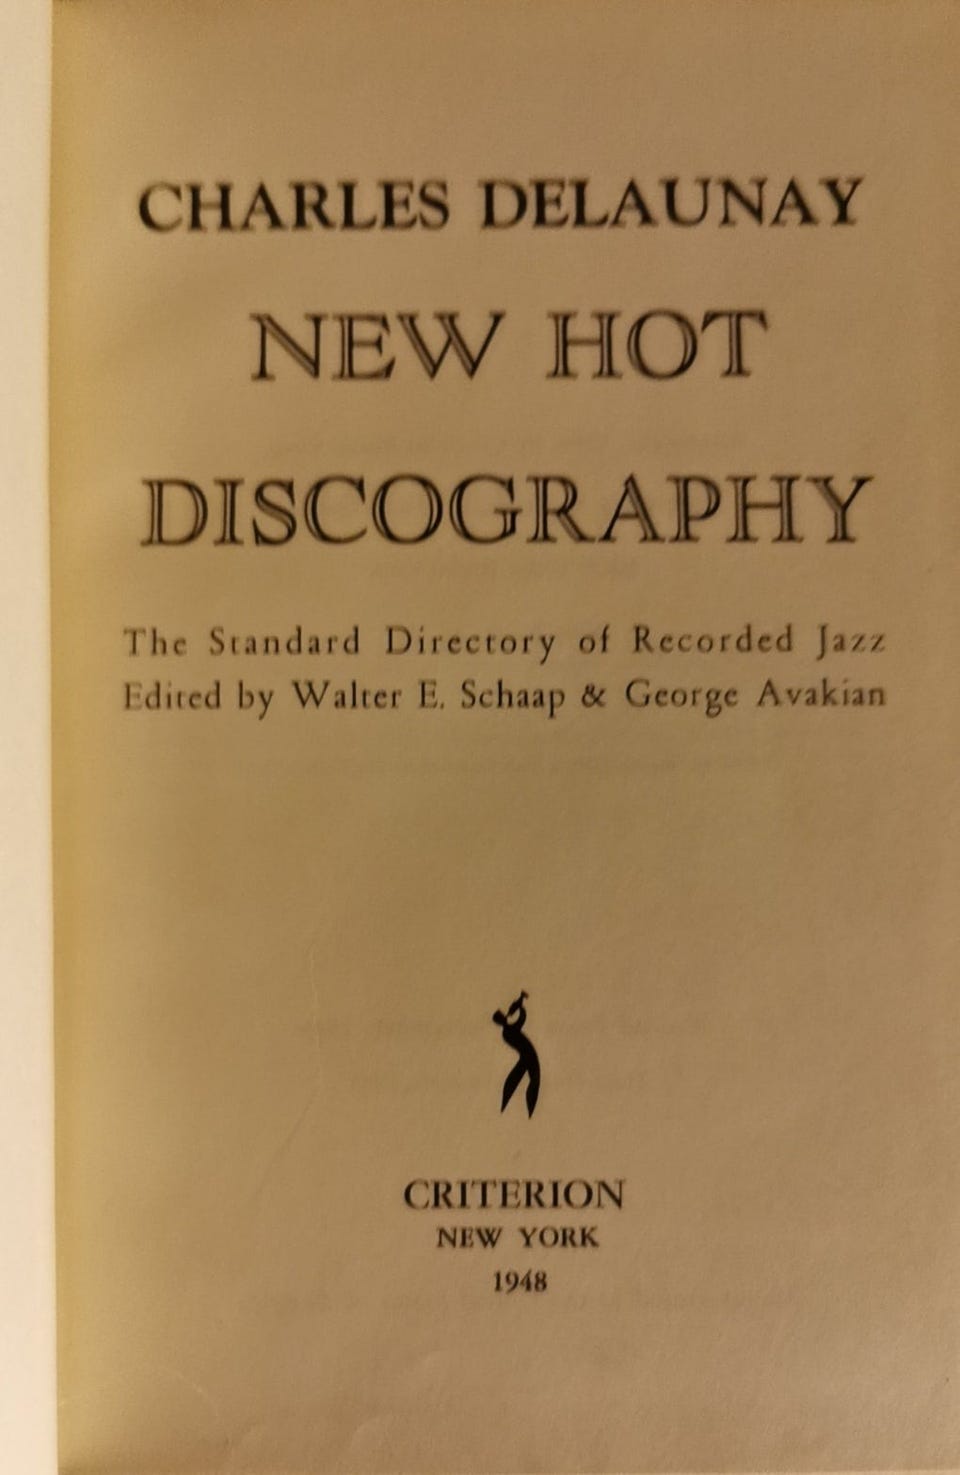 CHARLES DELAUNAY
NEW HOT
DISCOGRAPHY
The Standard Directory of Recorded Jazz
Edited by Walter E. Schaap & George Avakian
CRITERION
NEW YORK
1948